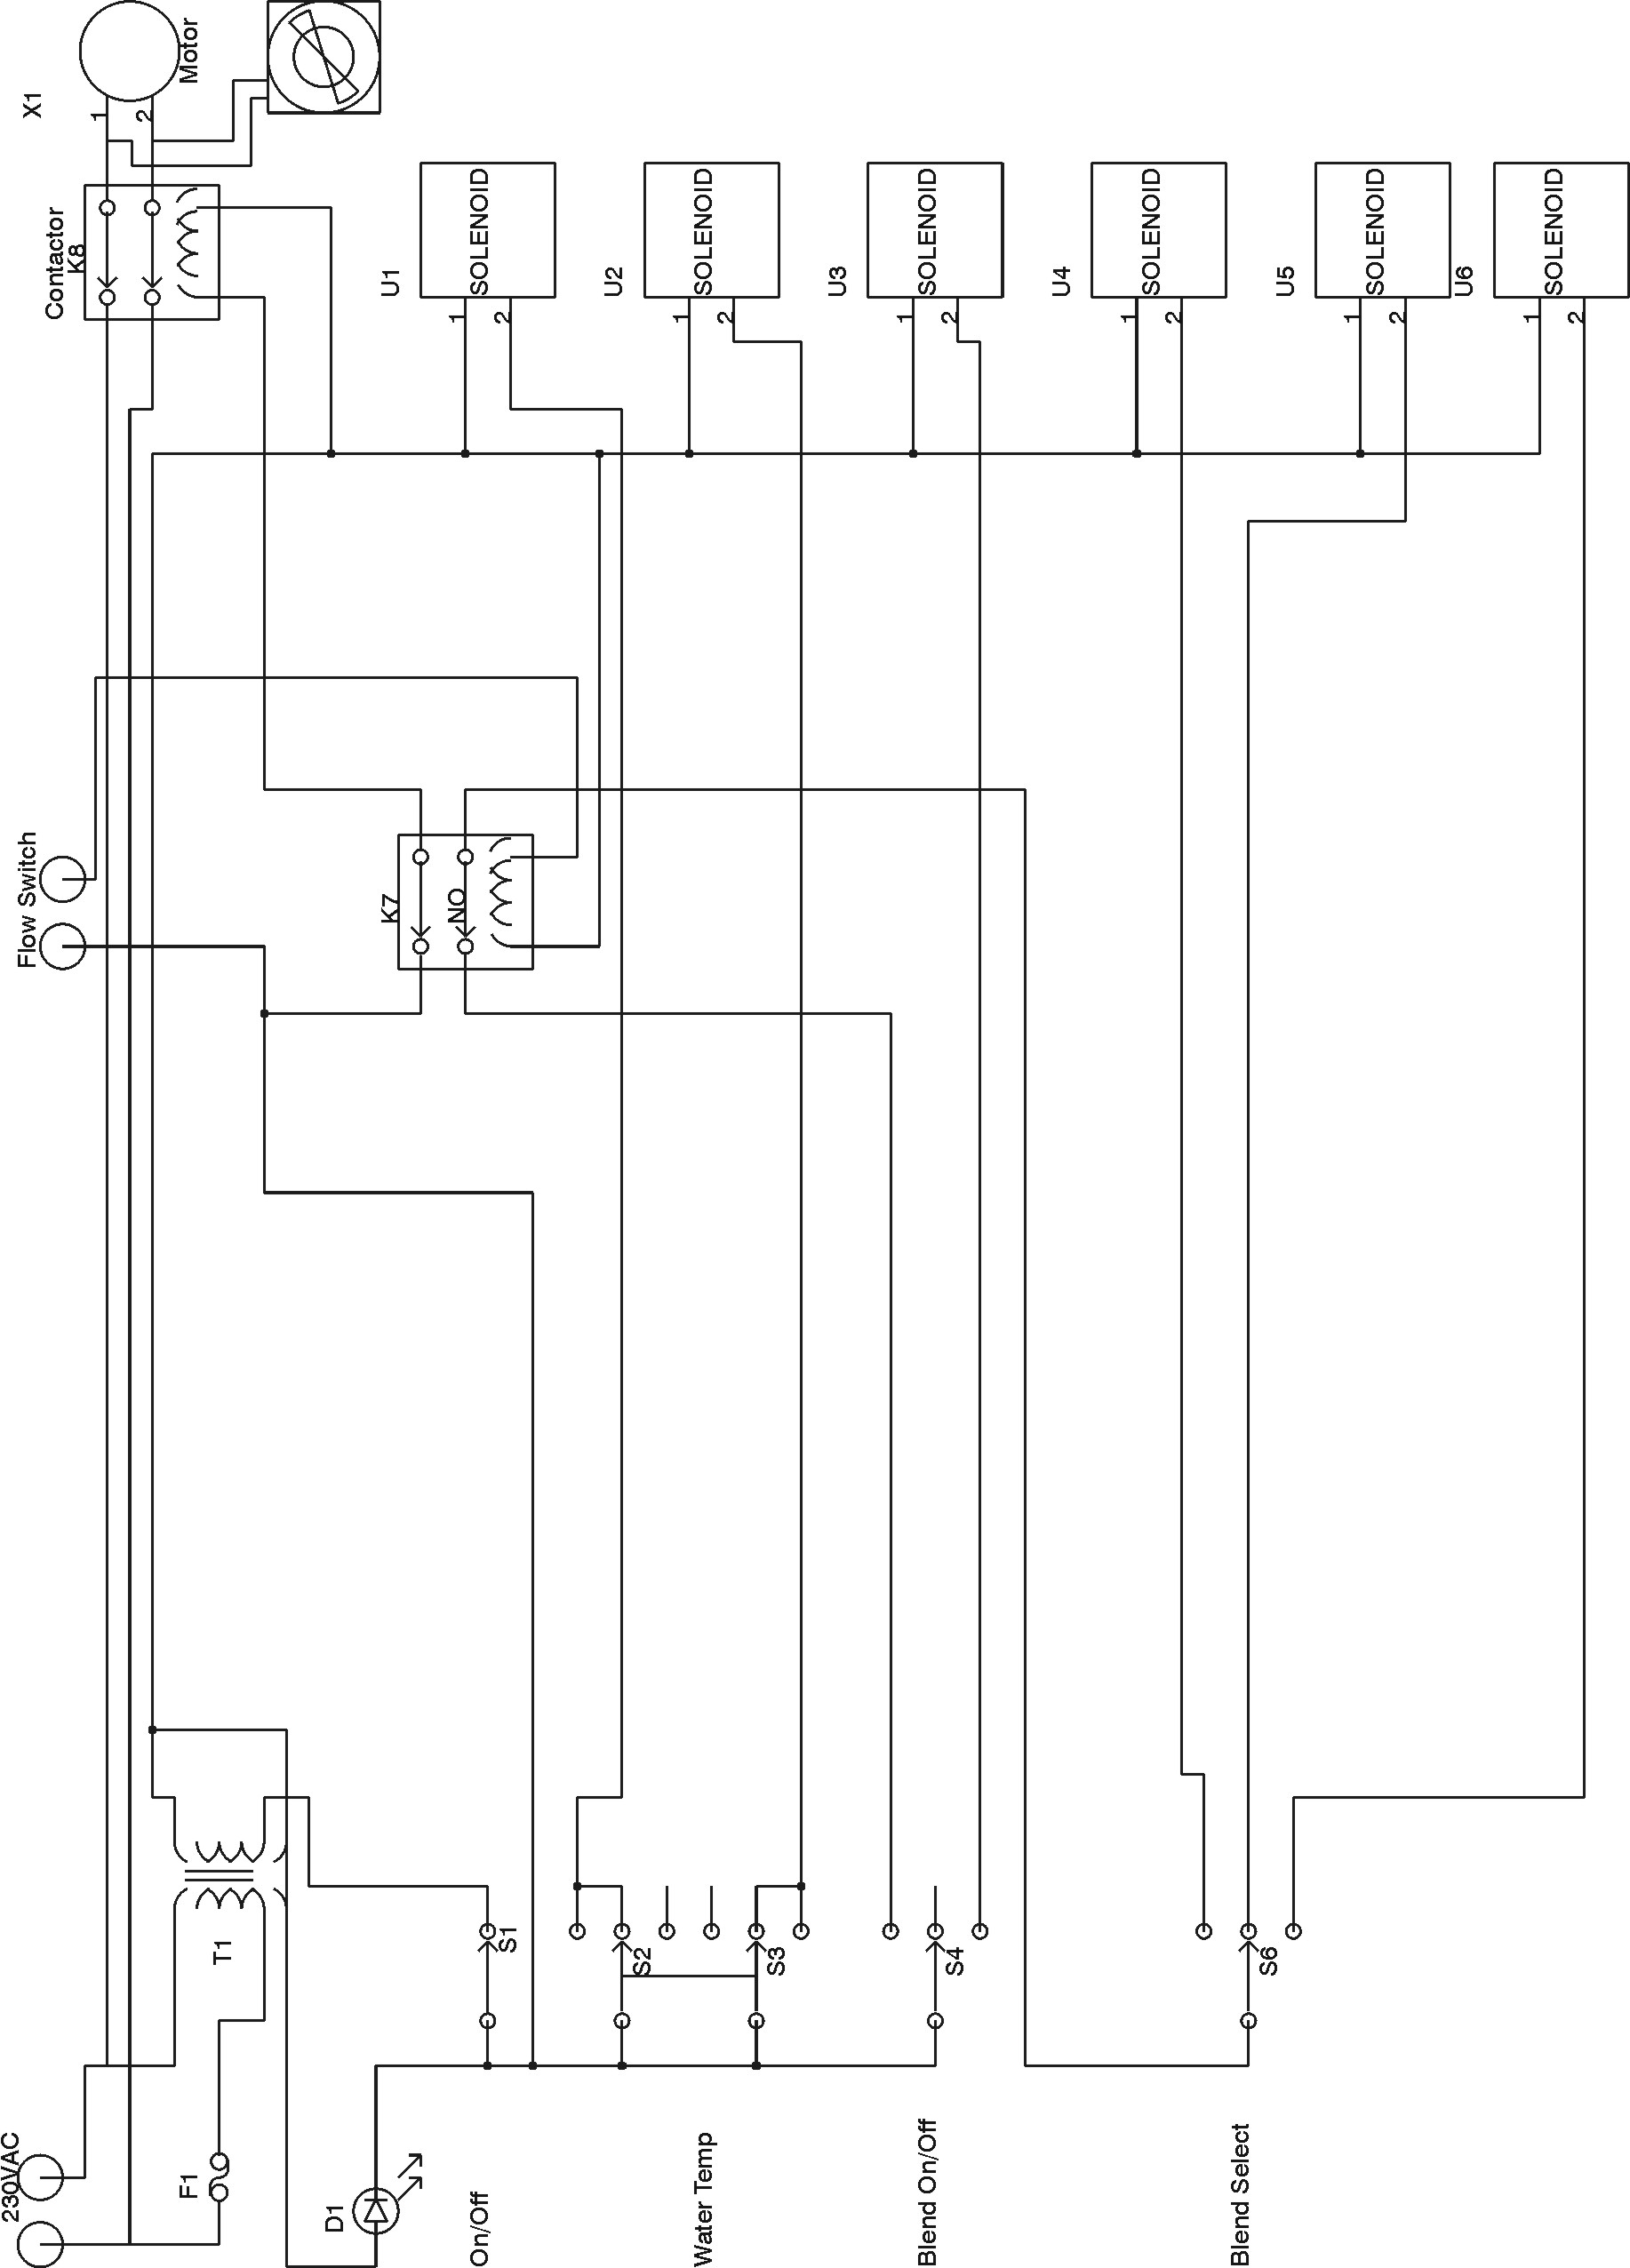 230VAC
F1
T1
D1
On/Off
S1
Water Temp
S2
S3
Blend On/Off
S4
Blend Select
S6
Flow Switch
K7
NO
Contactor
K8
X1
Motor
1
2
U1
SOLENOID
1
2
U2
SOLENOID
1
2
U3
SOLENOID
1
2
U4
SOLENOID
1
2
U5
SOLENOID
1
2
U6
SOLENOID
1
2